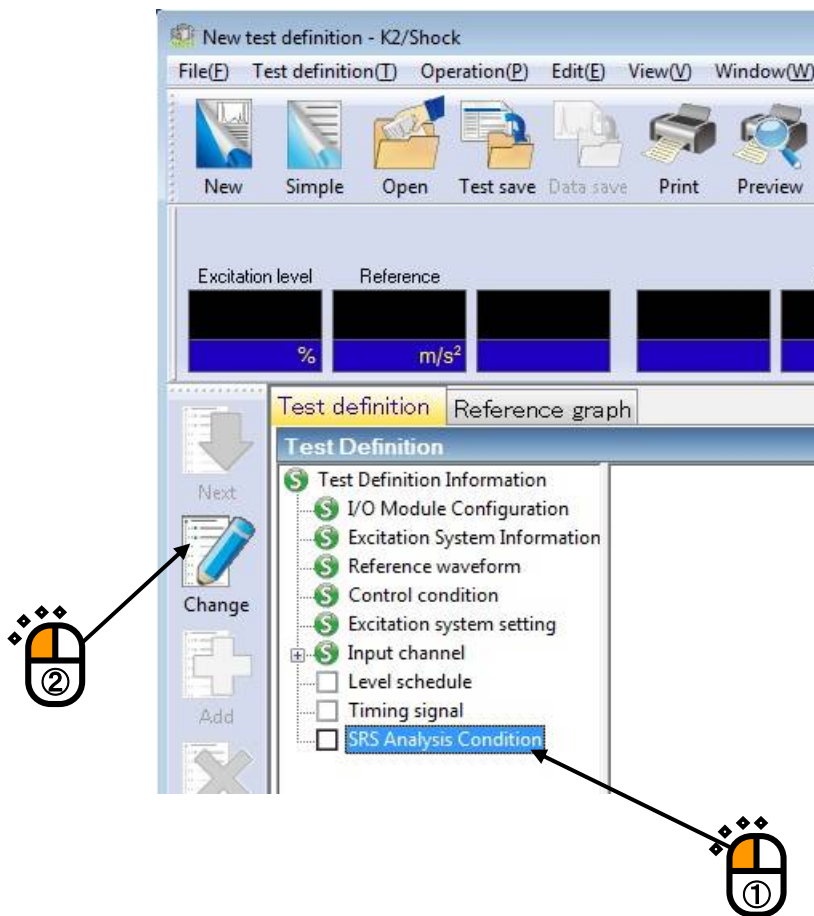 New test definition - K2/Shock
File(F) Test definition(T) Operation(P) Edit(E) View(V) Window(W)
New Simple Open Test save Data save Print Preview
Excitation level Reference
% m/s²
Test definition Reference graph
Test Definition
Next
Change
Add
S Test Definition Information
S I/O Module Configuration
S Excitation System Information
S Reference waveform
S Control condition
S Excitation system setting
S Input channel
Level schedule
Timing signal
SRS Analysis Condition
②
①